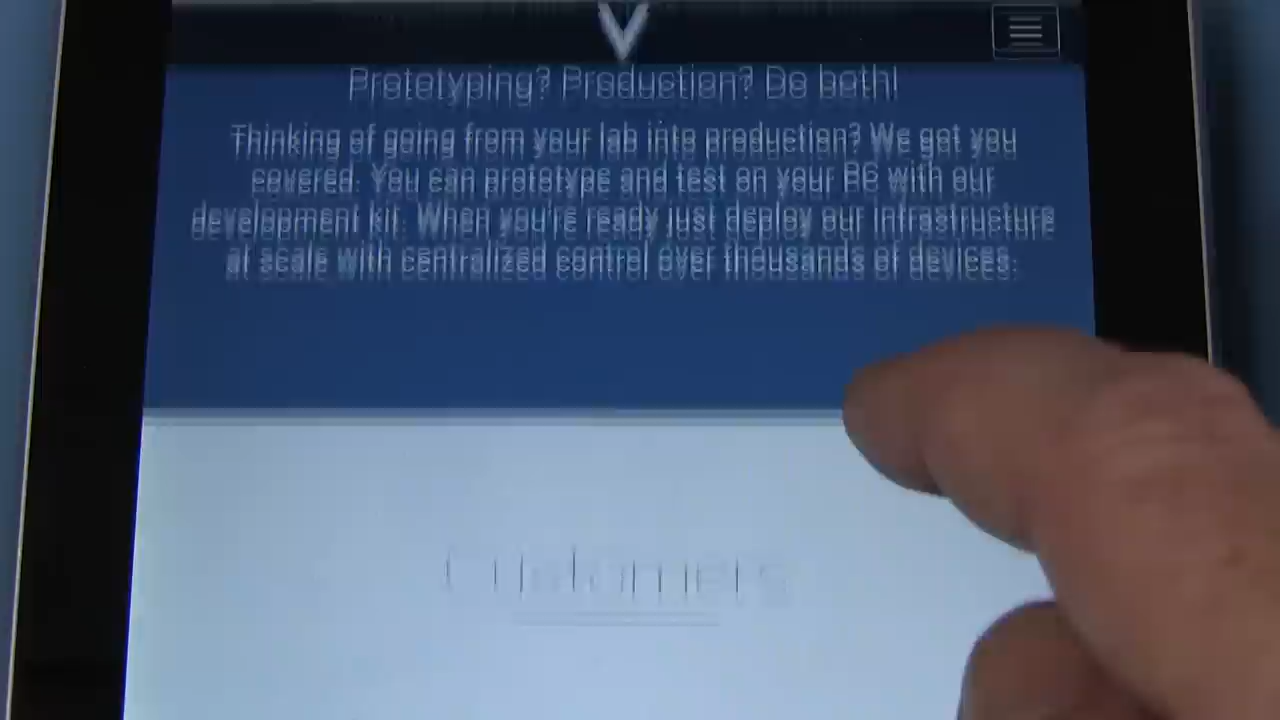 V
Prototyping? Production? Do both!
Thinking of going from your lab into production? We got you
covered. You can prototype and test on your PC with our
development kit. When you're ready just deploy our infrastructure
at scale with centralized control over thousands of devices.
Customers